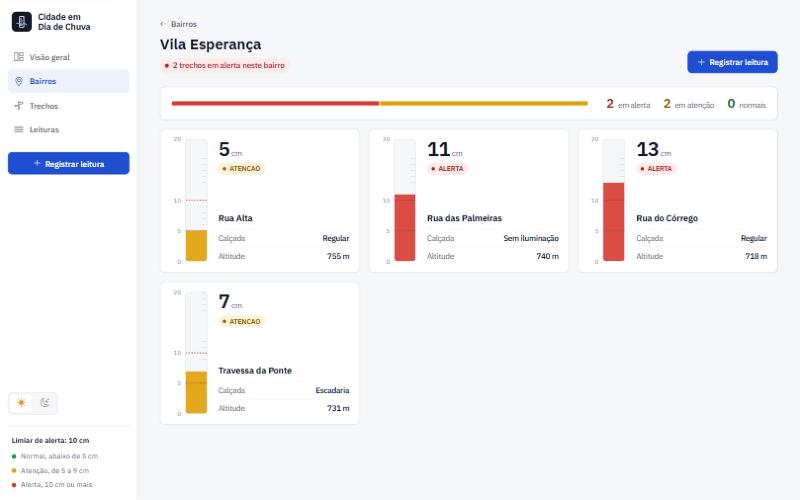 Cidade em
Dia de Chuva
Visão geral
Bairros
Trechos
Leituras
+ Registrar leitura
Limiar de alerta: 10 cm
Normal, abaixo de 5 cm
Atenção, de 5 a 9 cm
Alerta, 10 cm ou mais
← Bairros
Vila Esperança
2 trechos em alerta neste bairro
+ Registrar leitura
2 em alerta 2 em atenção 0 normais
20
10
5
0
5 cm
ATENCAO
Rua Alta
Calçada Regular
Altitude 755 m
20
10
5
0
11 cm
ALERTA
Rua das Palmeiras
Calçada Sem iluminação
Altitude 740 m
20
10
5
0
13 cm
ALERTA
Rua do Córrego
Calçada Regular
Altitude 718 m
20
10
5
0
7 cm
ATENCAO
Travessa da Ponte
Calçada Escadaria
Altitude 731 m